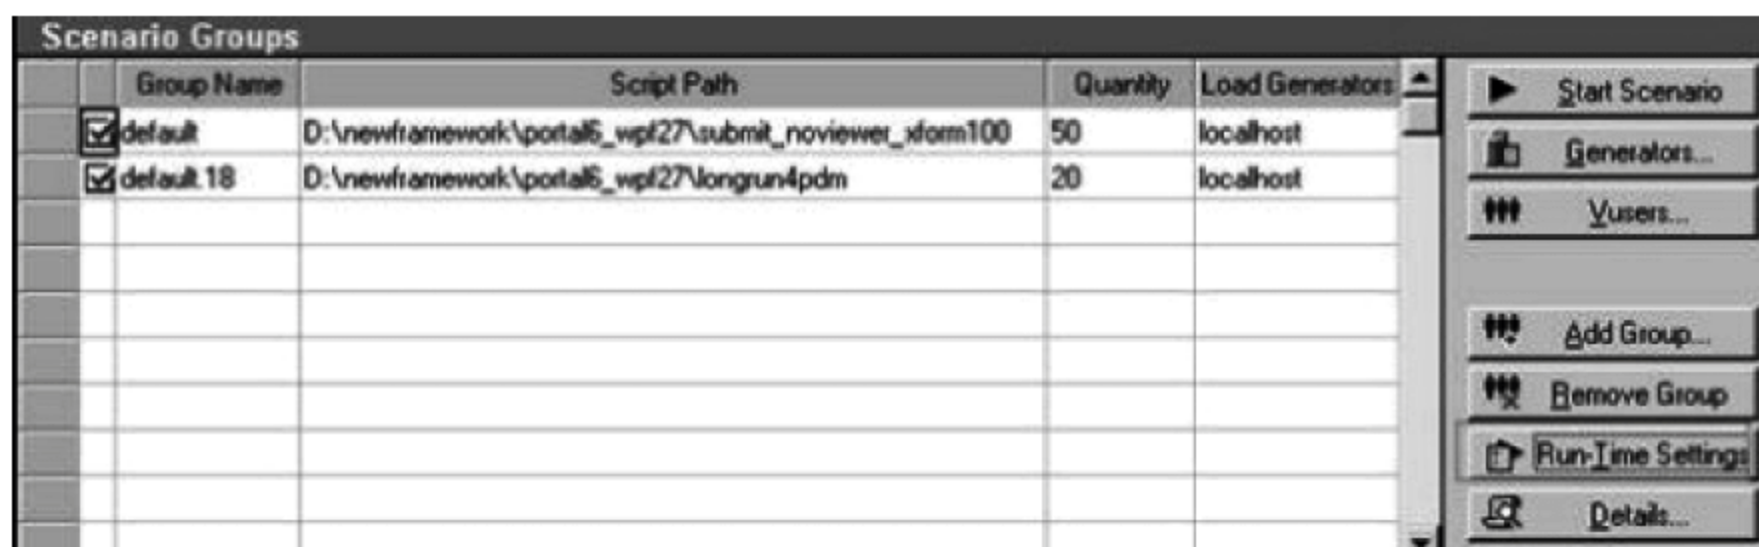 Scenario Groups
Group Name Script Path Quantity Load Generators
default D:\newframework\portal6_wpf27\submit_noviewer_xform100 50 localhost
default.18 D:\newframework\portal6_wpf27\longrun4pdm 20 localhost
Start Scenario
Generators...
Vusers...
Add Group...
Remove Group
Run-Time Settings
Details...